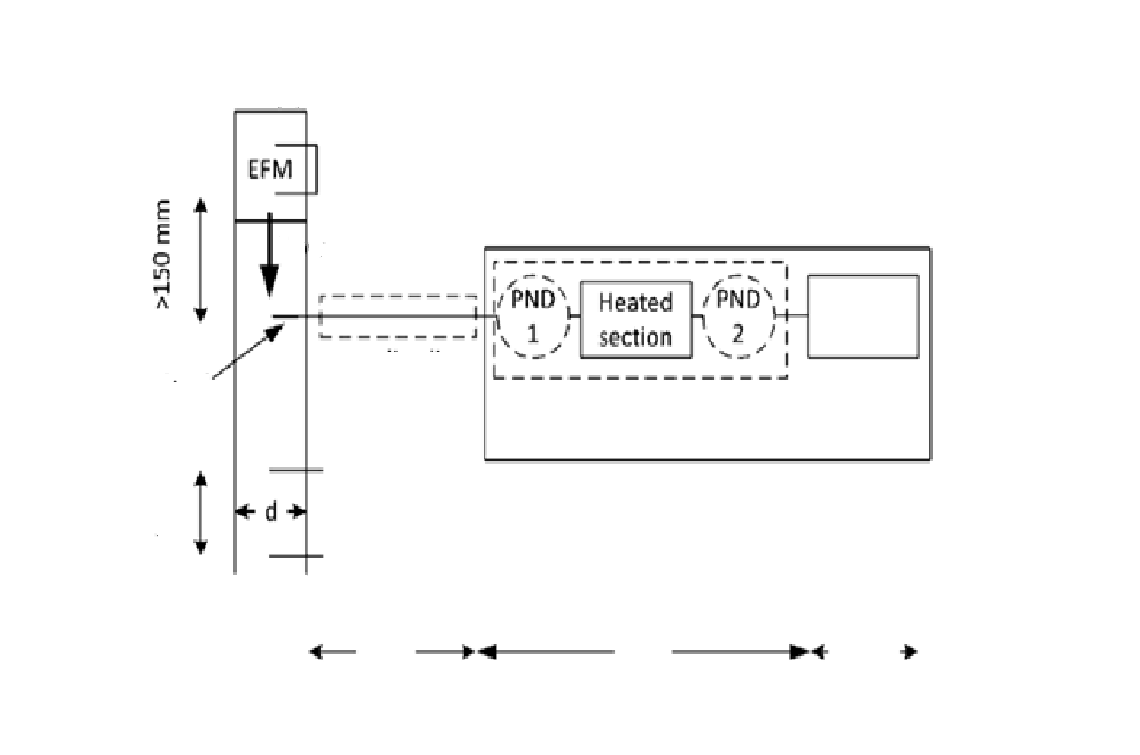 EFM
>150 mm
PND
1
Heated
section
PND
2
d